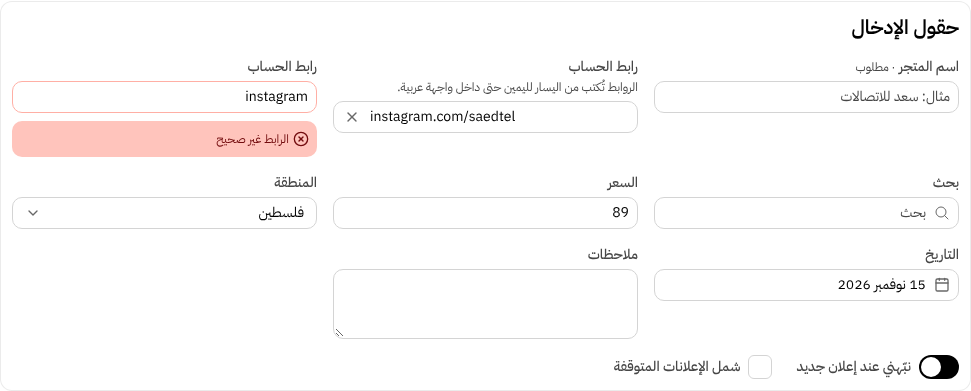 حقول الإدخال
اسم المتجر · مطلوب
مثال: سعد للاتصالات
رابط الحساب
الروابط تُكتب من اليسار لليمين حتى داخل واجهة عربية.
instagram.com/saedtel
رابط الحساب
instagram
الرابط غير صحيح
بحث
بحث
السعر
89
المنطقة
فلسطين
التاريخ
15 نوفمبر 2026
ملاحظات
نبّهني عند إعلان جديد
شمل الإعلانات المتوقفة